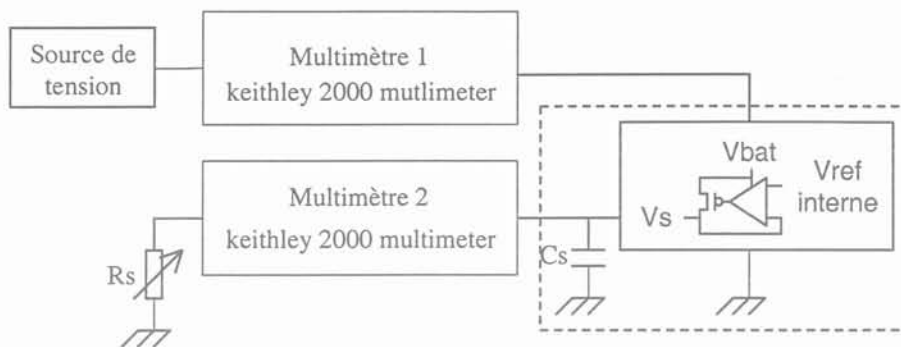 Source de
tension
Multimètre 1
keithley 2000 mutlimeter
Multimètre 2
keithley 2000 multimeter
Rs
Cs
Vbat
Vref
interne
Vs